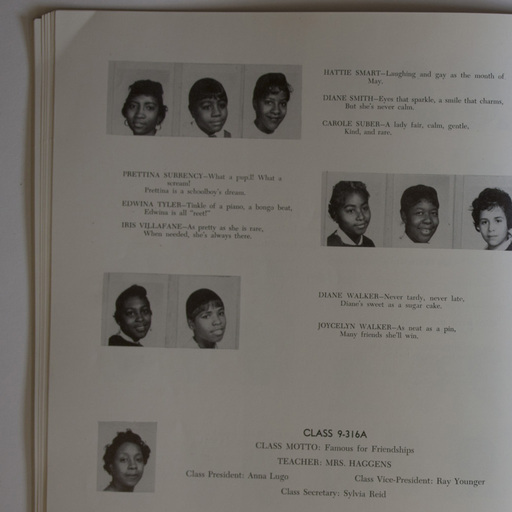 HATTIE SMART—Laughing and gay as the month of
May.
DIANE SMITH—Eyes that sparkle, a smile that charms,
But she's never calm.
CAROLE SUBER—A lady fair, calm, gentle,
Kind, and rare.
PRETTINA SURRENCY—What a pupil! What a
scream!
Prettina is a schoolboy's dream.
EDWINA TYLER—Tinkle of a piano, a bongo beat,
Edwina is all "reet!"
IRIS VILLAFANE—As pretty as she is rare,
When needed, she's always there.
DIANE WALKER—Never tardy, never late,
Diane's sweet as a sugar cake.
JOYCELYN WALKER—As neat as a pin,
Many friends she'll win.
CLASS 9-316A
CLASS MOTTO: Famous for Friendships
TEACHER: MRS. HAGGENS
Class President: Anna Lugo Class Vice-President: Ray Younger
Class Secretary: Sylvia Reid